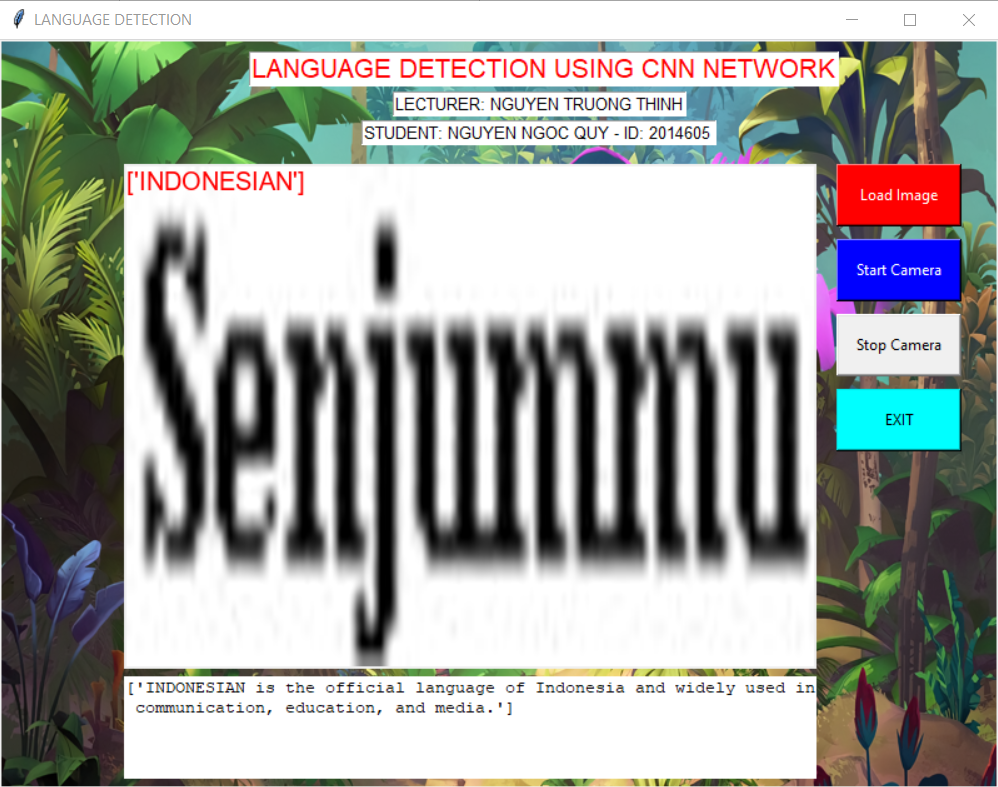 LANGUAGE DETECTION
LANGUAGE DETECTION USING CNN NETWORK
LECTURER: NGUYEN TRUONG THINH
STUDENT: NGUYEN NGOC QUY - ID: 2014605
['INDONESIAN']
Senjummu
Load Image
Start Camera
Stop Camera
EXIT
['INDONESIAN is the official language of Indonesia and widely used in
communication, education, and media.']